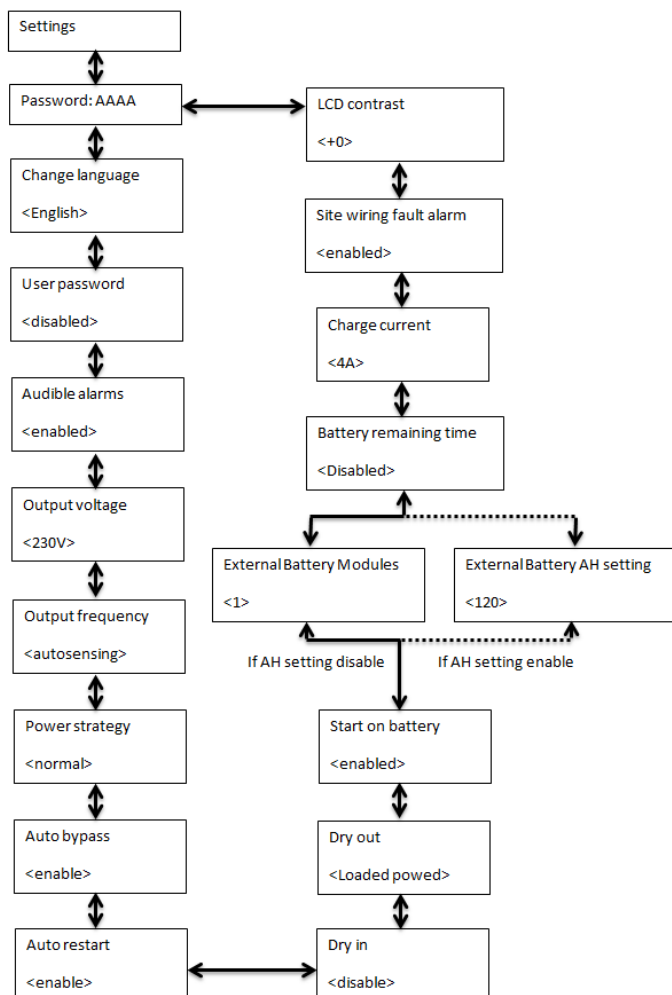 Settings
Password: AAAA
Change language
<English>
User password
<disabled>
Audible alarms
<enabled>
Output voltage
<230V>
Output frequency
<autosensing>
Power strategy
<normal>
Auto bypass
<enable>
Auto restart
<enable>
LCD contrast
<+0>
Site wiring fault alarm
<enabled>
Charge current
<4A>
Battery remaining time
<Disabled>
External Battery Modules
<1>
External Battery AH setting
<120>
If AH setting disable
If AH setting enable
Start on battery
<enabled>
Dry out
<Loaded powed>
Dry in
<disable>